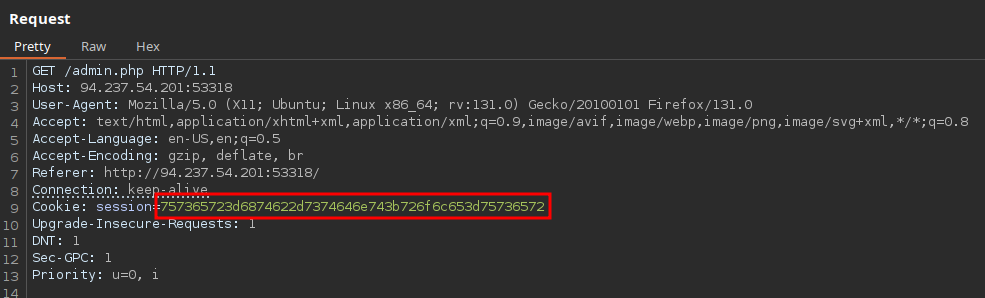 Request
Pretty Raw Hex
1 GET /admin.php HTTP/1.1
2 Host: 94.237.54.201:53318
3 User-Agent: Mozilla/5.0 (X11; Ubuntu; Linux x86_64; rv:131.0) Gecko/20100101 Firefox/131.0
4 Accept: text/html,application/xhtml+xml,application/xml;q=0.9,image/avif,image/webp,image/png,image/svg+xml,*/*;q=0.8
5 Accept-Language: en-US,en;q=0.5
6 Accept-Encoding: gzip, deflate, br
7 Referer: http://94.237.54.201:53318/
8 Connection: keep-alive
9 Cookie: session=757365723d6874622d7374646e743b726f6c653d75736572
10 Upgrade-Insecure-Requests: 1
11 DNT: 1
12 Sec-GPC: 1
13 Priority: u=0, i
14